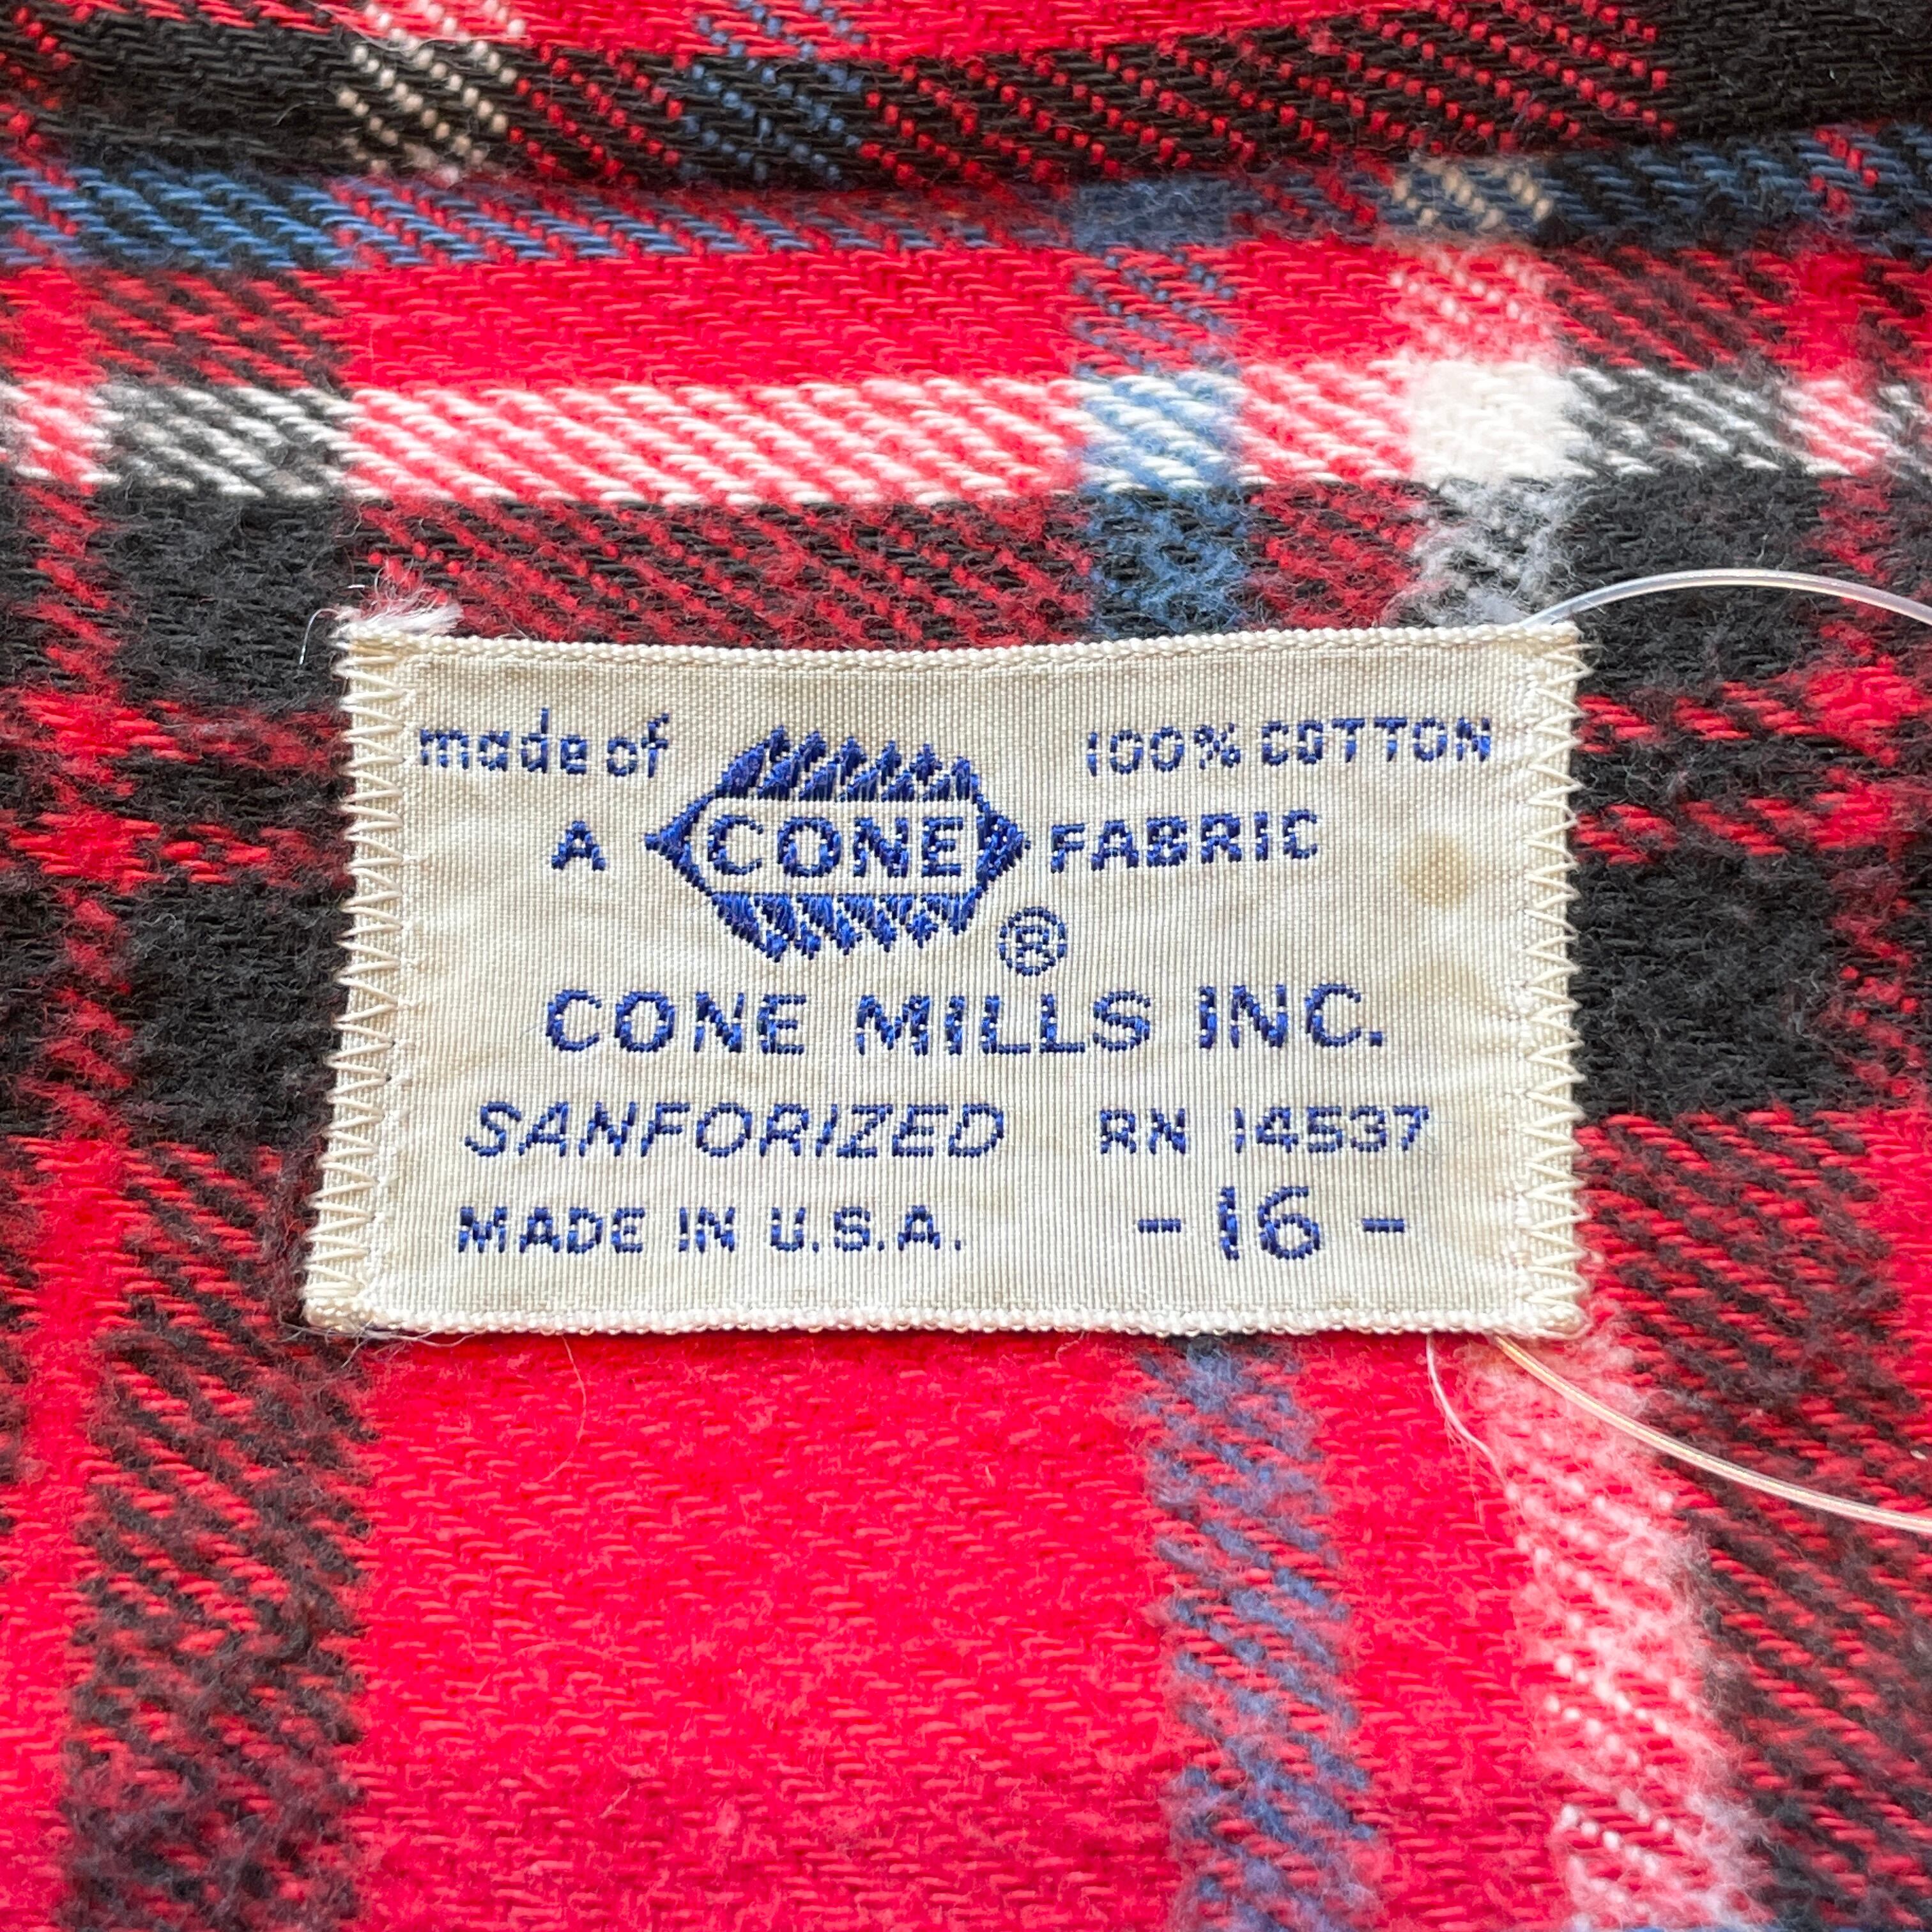 made of 100% COTTON
A CONE FABRIC
®
CONE MILLS INC.
SANFORIZED RN 14537
MADE IN U.S.A. - 16 -